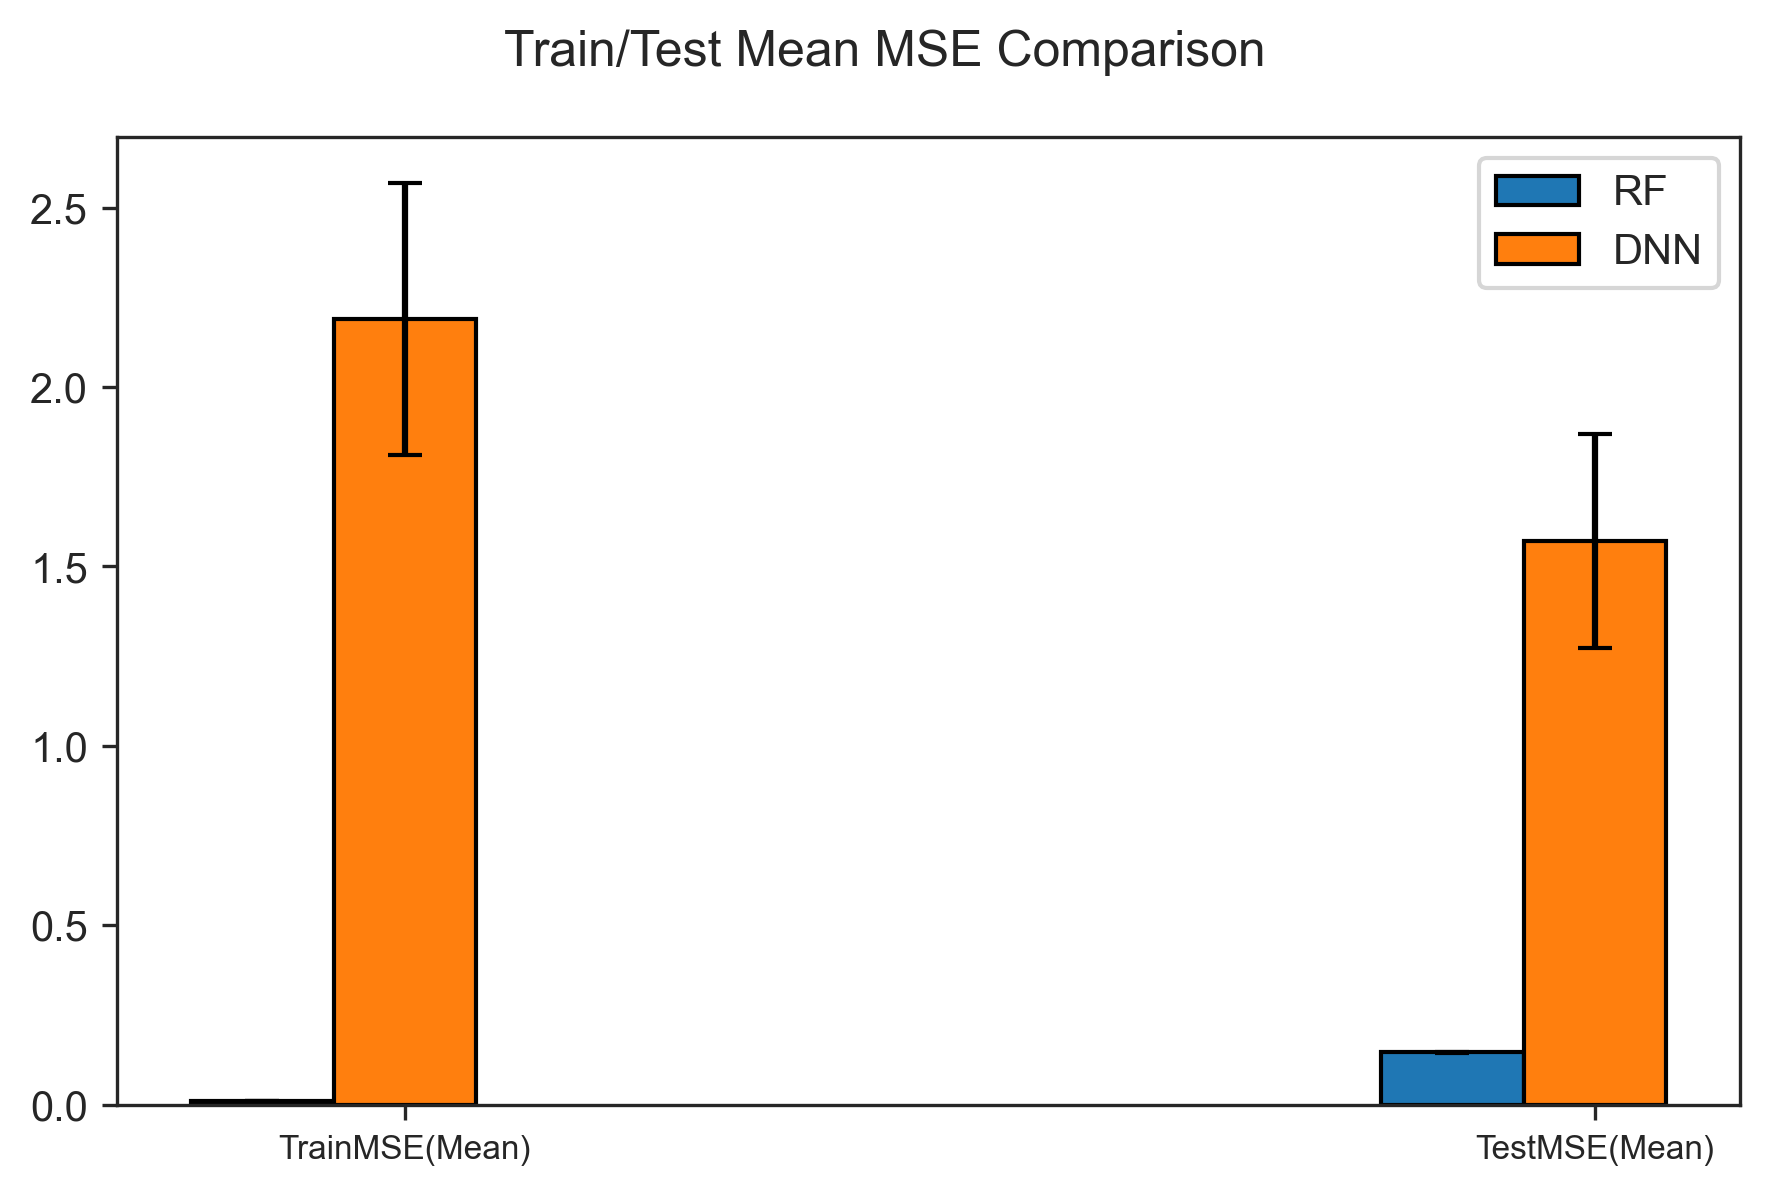 Train/Test Mean MSE Comparison
RF
DNN
2.5
2.0
1.5
1.0
0.5
0.0
TrainMSE(Mean)
TestMSE(Mean)